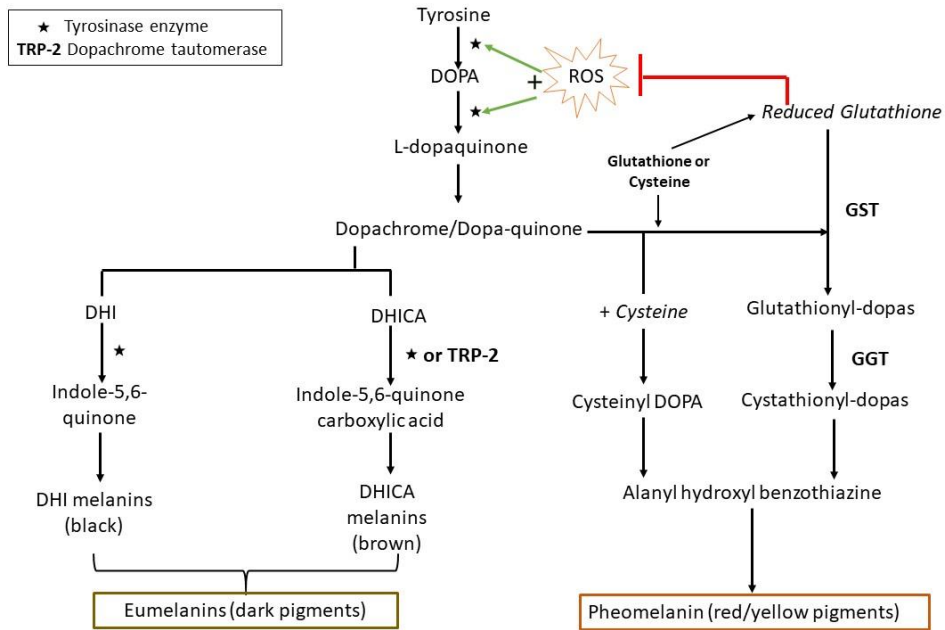 ★ Tyrosinase enzyme
TRP-2 Dopachrome tautomerase
Tyrosine
★
DOPA
+
ROS
★
Reduced Glutathione
L-dopaquinone
Glutathione or
Cysteine
GST
Dopachrome/Dopa-quinone
DHI
DHICA
+ Cysteine
Glutathionyl-dopas
★
★ or TRP-2
GGT
Indole-5,6-
quinone
Indole-5,6-quinone
carboxylic acid
Cysteinyl DOPA
Cystathionyl-dopas
DHI melanins
(black)
DHICA
melanins
(brown)
Alanyl hydroxyl benzothiazine
Eumelanins (dark pigments)
Pheomelanin (red/yellow pigments)